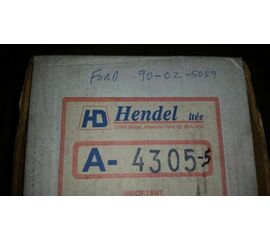 FORD 90-02-5059
HD Hendel ltée
A- 4305-5
IMPORTANT